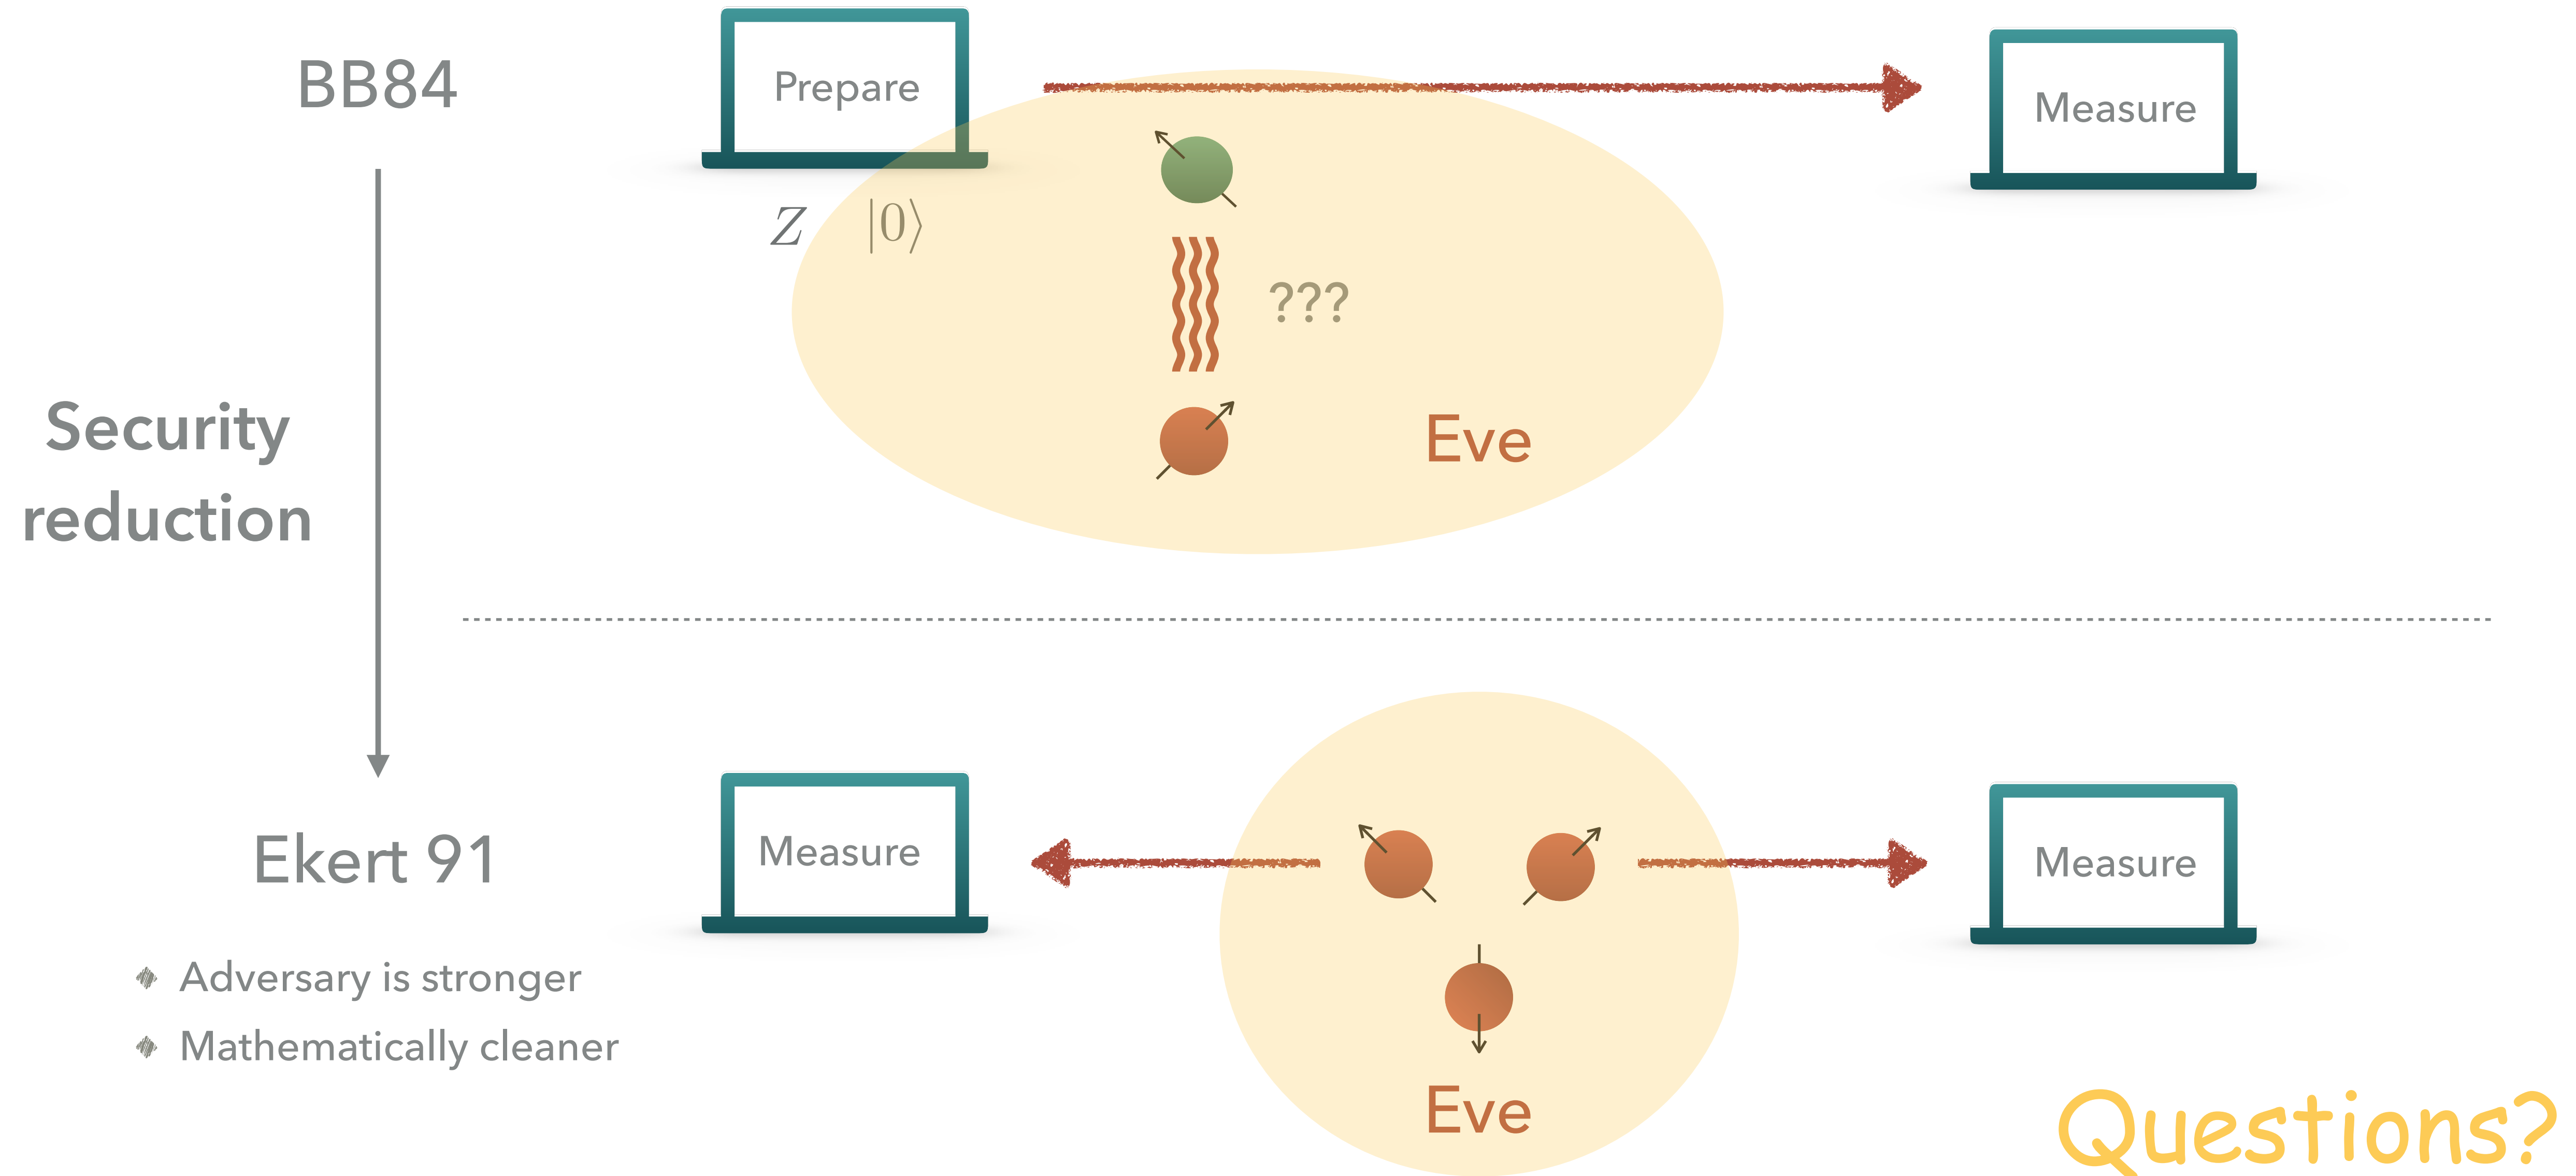 BB84
Prepare
Measure
Z |0⟩
???
Eve
Security
reduction
Ekert 91
Measure
Measure
Adversary is stronger
Mathematically cleaner
Eve
Questions?